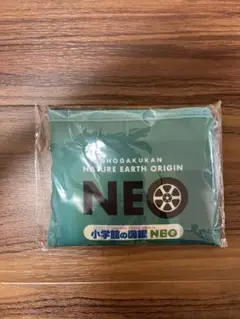 SHOGAKUKAN
NATURE EARTH ORIGIN
NEO
小学館の図鑑 NEO